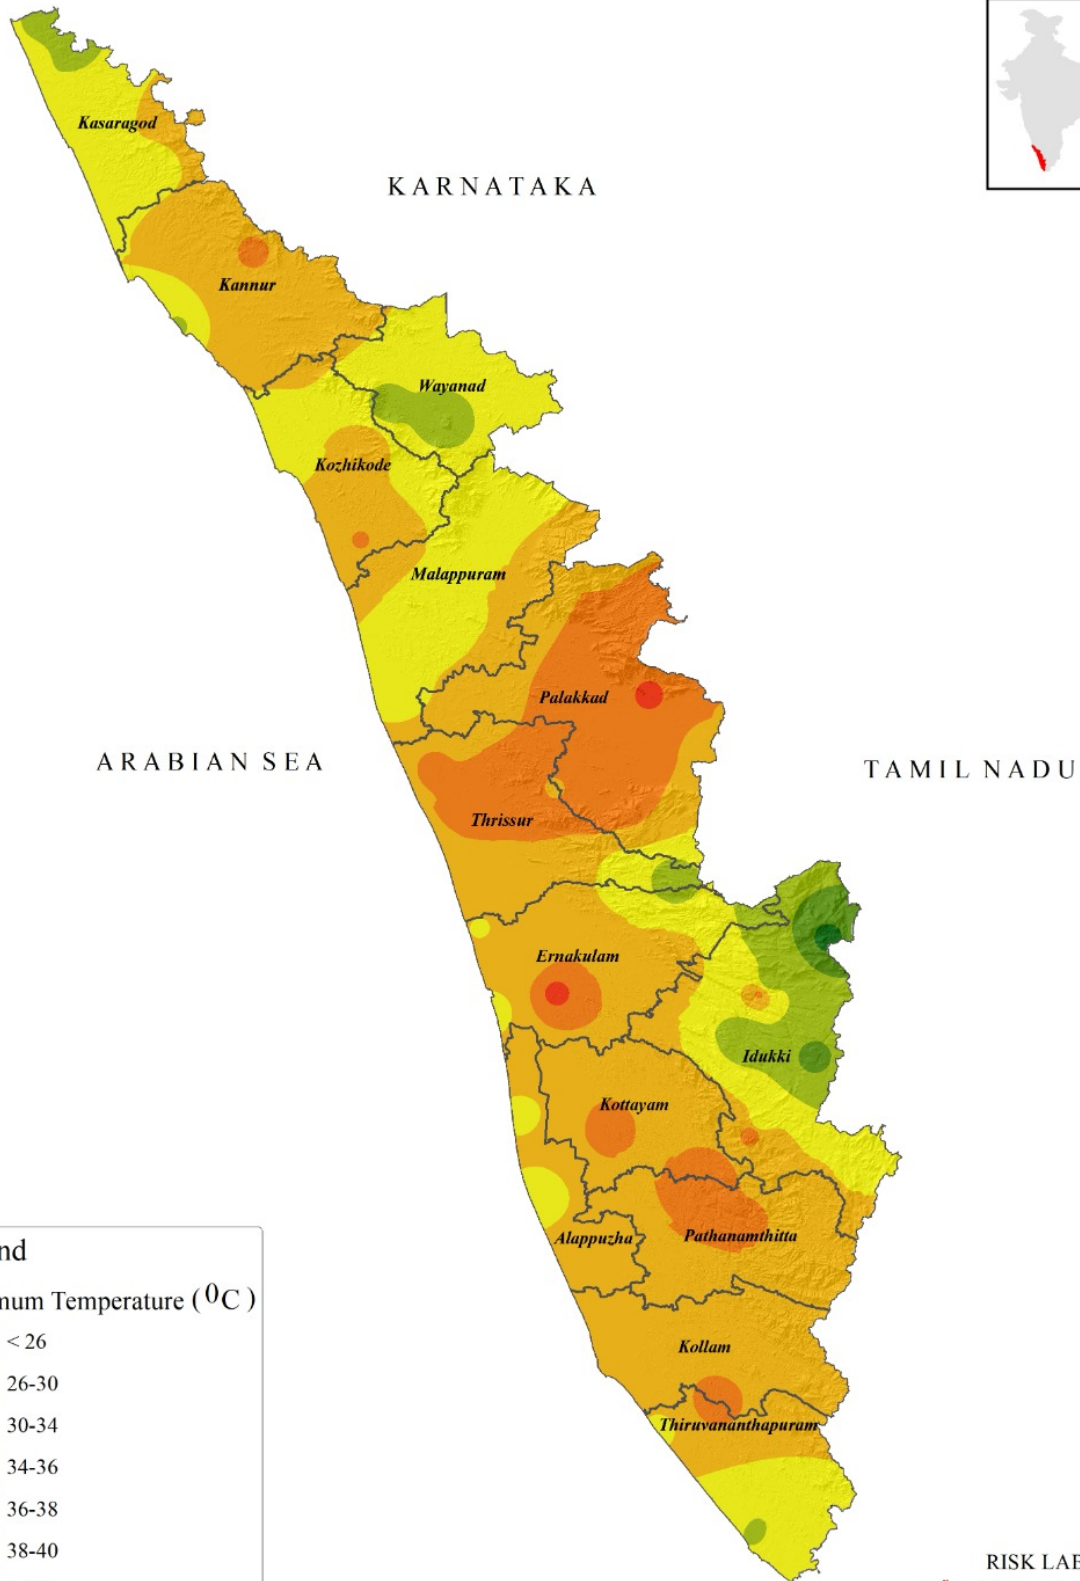 Kasaragod
KARNATAKA
Kannur
Wayanad
Kozhikode
Malappuram
Palakkad
ARABIAN SEA
TAMIL NADU
Thrissur
Ernakulam
Idukki
Kottayam
Alappuzha
Pathanamthitta
Kollam
Thiruvananthapuram
nd
mum Temperature (⁰C )
< 26
26-30
30-34
34-36
36-38
38-40
RISK LAB